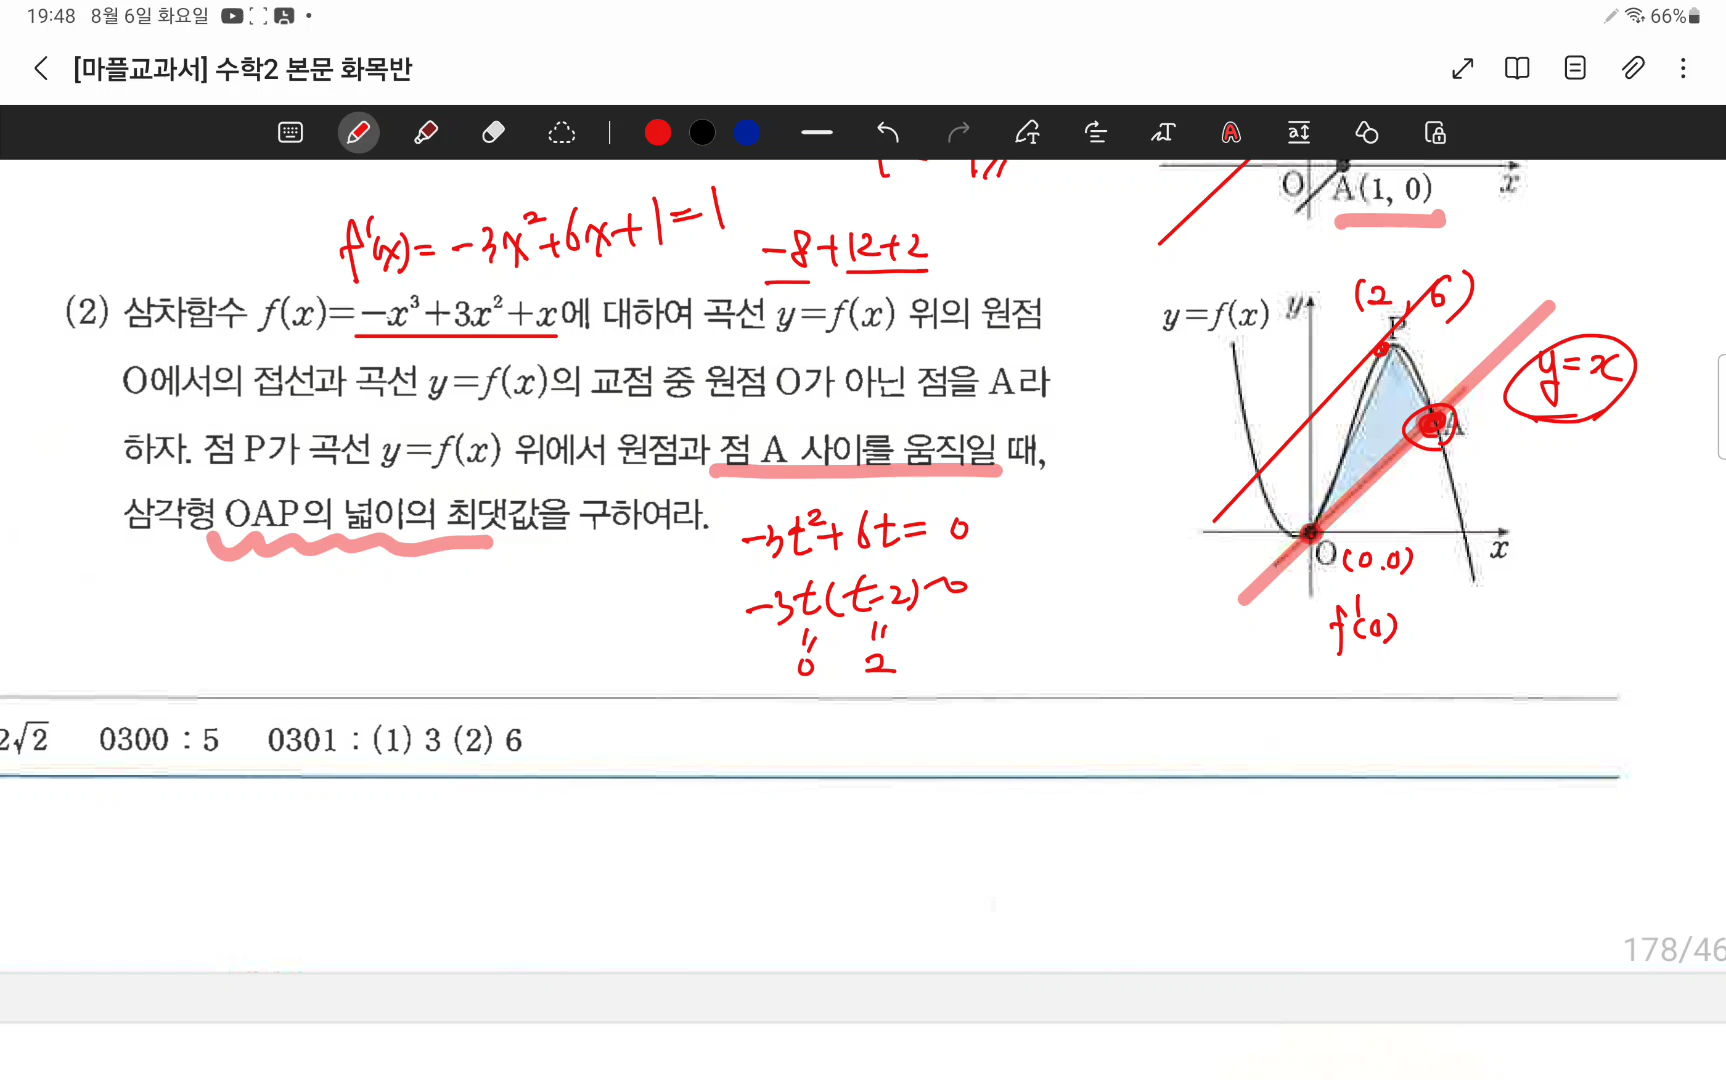 19:48 8월 6일 화요일
66%
[마플교과서] 수학2 본문 화목반
O A(1, 0) x
f'(x)= -3x²+6x+1=1
-8+12+2
(2) 삼차함수 f(x)=-x³+3x²+x에 대하여 곡선 y=f(x) 위의 원점
O에서의 접선과 곡선 y=f(x)의 교점 중 원점 O가 아닌 점을 A라
하자. 점 P가 곡선 y=f(x) 위에서 원점과 점 A 사이를 움직일 때,
삼각형 OAP의 넓이의 최댓값을 구하여라.
-3t²+6t=0
-3t(t-2)=0
" "
0 2
(2, 6)
y=f(x) y
P
y=x
A
O (0.0) x
f'(0)
2√2 0300 : 5 0301 : (1) 3 (2) 6
178/46